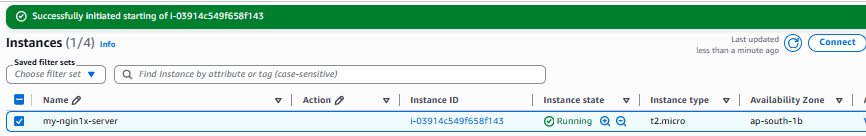 Successfully initiated starting of i-03914c549f658f143
Instances (1/4) Info
Last updated
less than a minute ago
Connect
Saved filter sets
Choose filter set
Find Instance by attribute or tag (case-sensitive)
Name Action Instance ID Instance state Instance type Availability Zone
my-ngin1x-server i-03914c549f658f143 Running t2.micro ap-south-1b